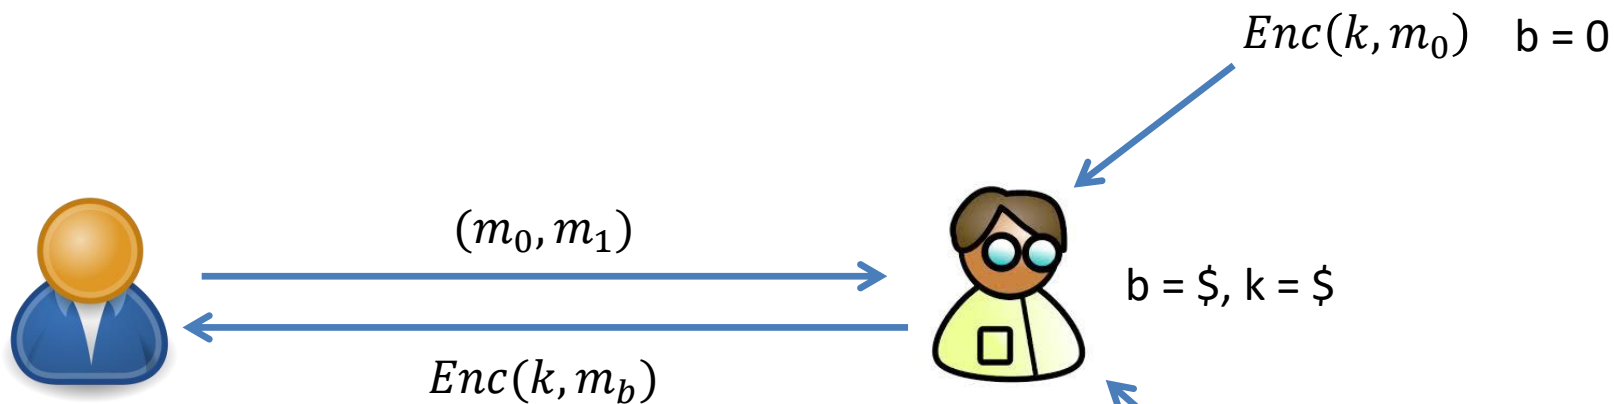 Enc(k, m₀) b = 0
(m₀, m₁)
b = $, k = $
Enc(k, m_b)